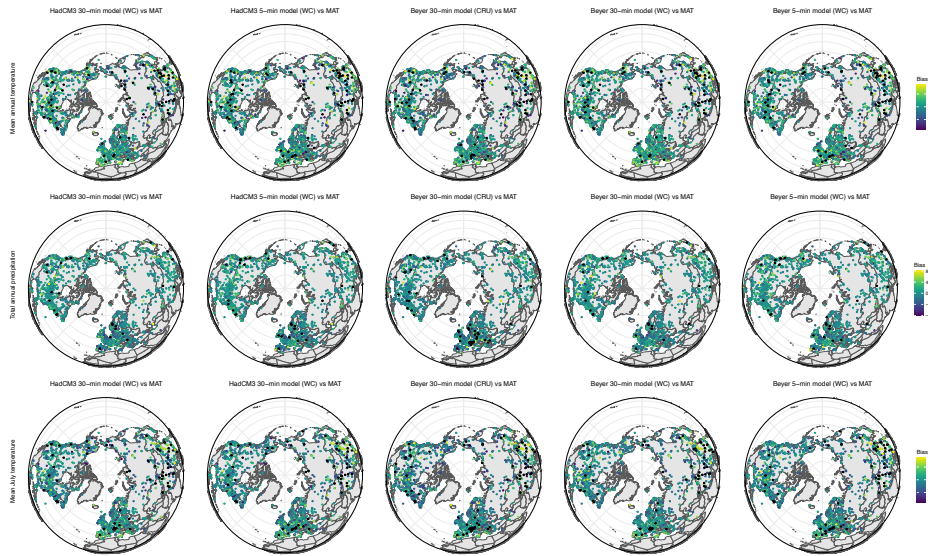 HadCM3 30−min model (WC) vs MAT
HadCM3 5−min model (WC) vs MAT
Beyer 30−min model (CRU) vs MAT
Beyer 30−min model (WC) vs MAT
Beyer 5−min model (WC) vs MAT
Mean annual temperature
Bias
HadCM3 30−min model (WC) vs MAT
HadCM3 5−min model (WC) vs MAT
Beyer 30−min model (CRU) vs MAT
Beyer 30−min model (WC) vs MAT
Beyer 5−min model (WC) vs MAT
Total annual precipitation
Bias
HadCM3 30−min model (WC) vs MAT
HadCM3 30−min model (WC) vs MAT
Beyer 30−min model (CRU) vs MAT
Beyer 30−min model (WC) vs MAT
Beyer 5−min model (WC) vs MAT
Mean July temperature
Bias